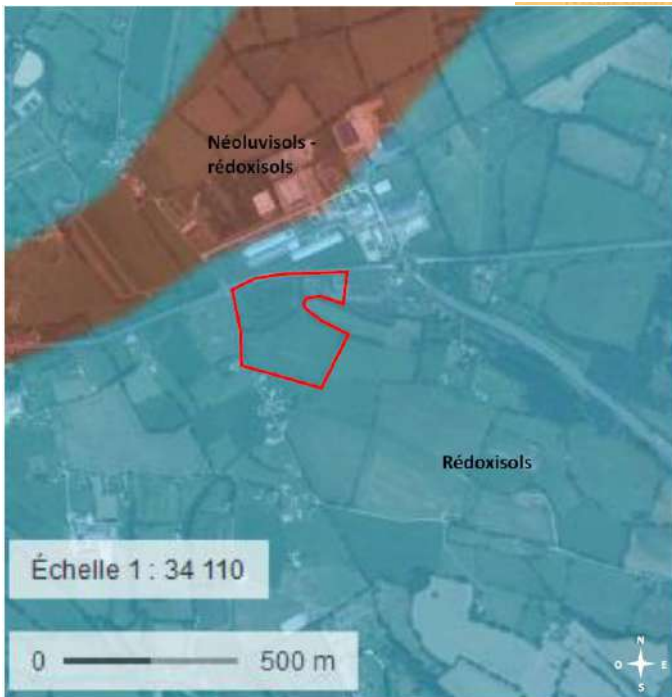 Néoluvisols -
rédoxisols
Rédoxisols
Échelle 1 : 34 110
0 500 m
N
O E
S